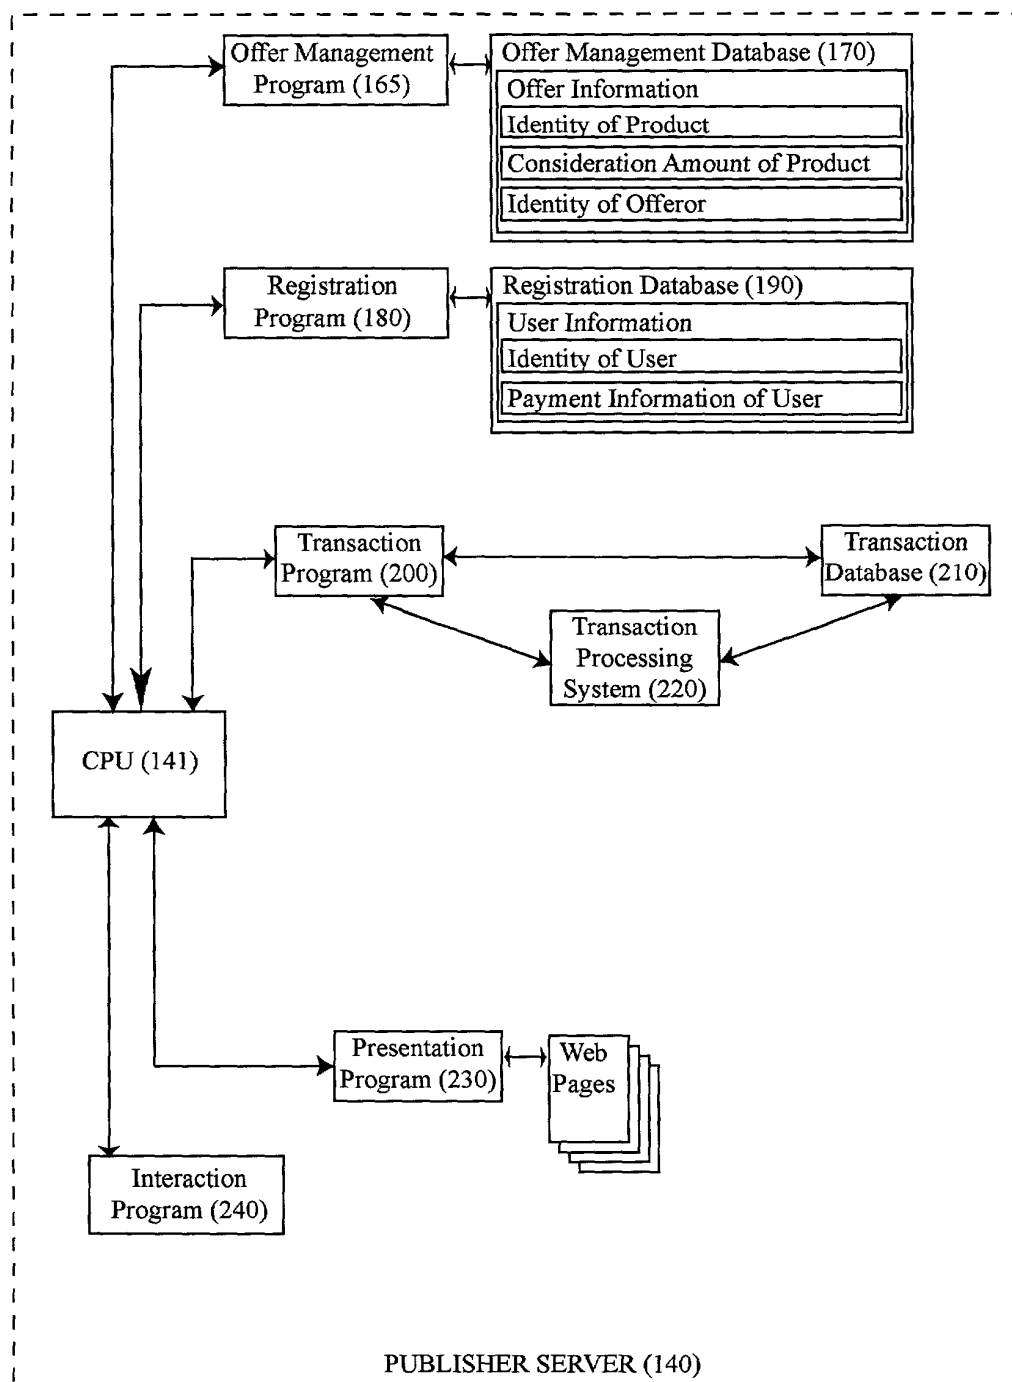 Offer Management
Program (165)
Offer Management Database (170)
Offer Information
Identity of Product
Consideration Amount of Product
Identity of Offeror
Registration
Program (180)
Registration Database (190)
User Information
Identity of User
Payment Information of User
Transaction
Program (200)
Transaction
Database (210)
Transaction
Processing
System (220)
CPU (141)
Presentation
Program (230)
Web
Pages
Interaction
Program (240)
PUBLISHER SERVER (140)